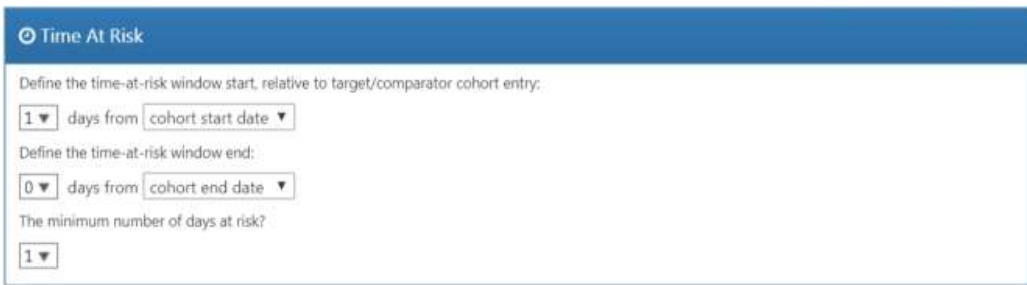 Time At Risk
Define the time-at-risk window start, relative to target/comparator cohort entry:
1 days from cohort start date
Define the time-at-risk window end:
0 days from cohort end date
The minimum number of days at risk?
1